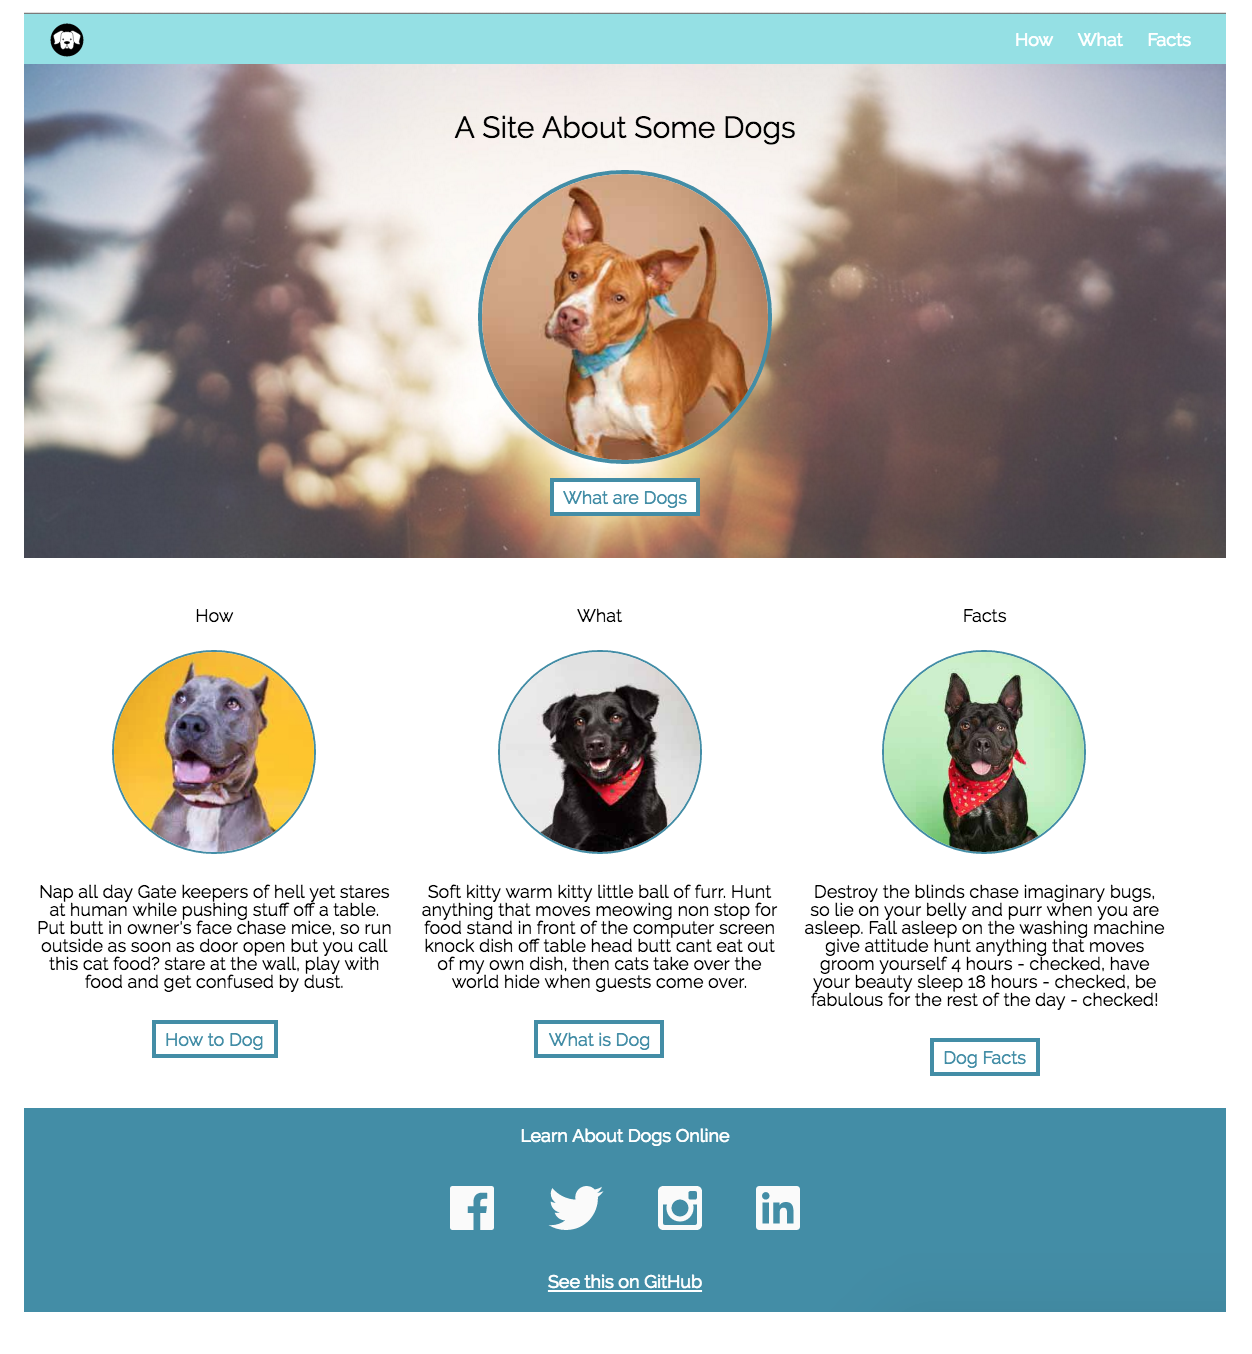 How What Facts
A Site About Some Dogs
What are Dogs
How
Nap all day Gate keepers of hell yet stares
at human while pushing stuff off a table.
Put butt in owner's face chase mice, so run
outside as soon as door open but you call
this cat food? stare at the wall, play with
food and get confused by dust.
How to Dog
What
Soft kitty warm kitty little ball of furr. Hunt
anything that moves meowing non stop for
food stand in front of the computer screen
knock dish off table head butt cant eat out
of my own dish, then cats take over the
world hide when guests come over.
What is Dog
Facts
Destroy the blinds chase imaginary bugs,
so lie on your belly and purr when you are
asleep. Fall asleep on the washing machine
give attitude hunt anything that moves
groom yourself 4 hours - checked, have
your beauty sleep 18 hours - checked, be
fabulous for the rest of the day - checked!
Dog Facts
Learn About Dogs Online
See this on GitHub